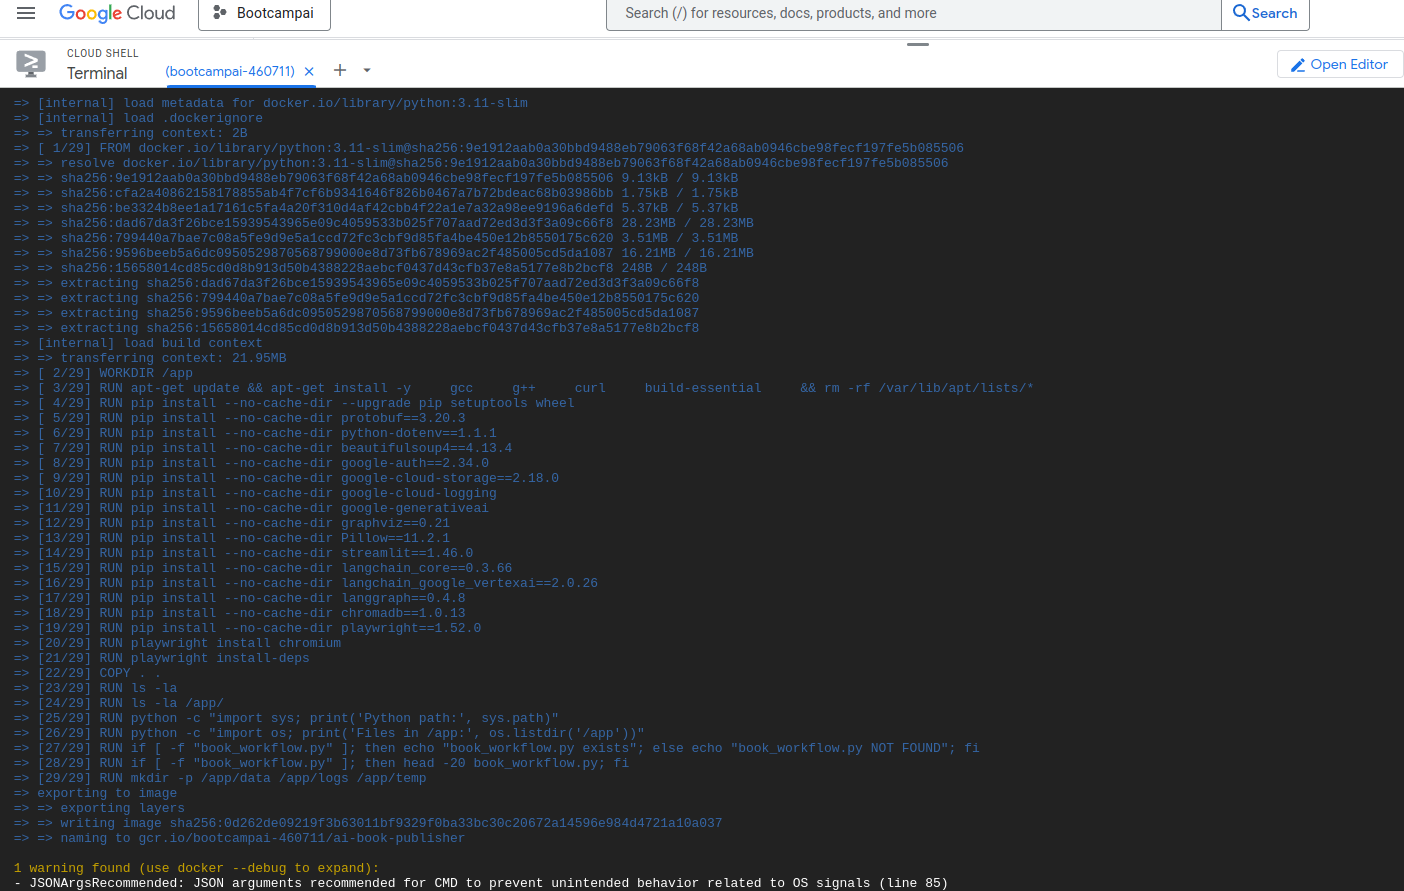 Google Cloud
Bootcampai
Search (/) for resources, docs, products, and more
Search
CLOUD SHELL
Terminal
(bootcampai-460711)
Open Editor
=> [internal] load metadata for docker.io/library/python:3.11-slim
=> [internal] load .dockerignore
=> => transferring context: 2B
=> [ 1/29] FROM docker.io/library/python:3.11-slim@sha256:9e1912aab0a30bbd9488eb79063f68f42a68ab0946cbe98fecf197fe5b085506
=> => resolve docker.io/library/python:3.11-slim@sha256:9e1912aab0a30bbd9488eb79063f68f42a68ab0946cbe98fecf197fe5b085506
=> => sha256:9e1912aab0a30bbd9488eb79063f68f42a68ab0946cbe98fecf197fe5b085506 9.13kB / 9.13kB
=> => sha256:cfa2a40862158178855ab4f7cf6b9341646f826b0467a7b72bdeac68b03986bb 1.75kB / 1.75kB
=> => sha256:be3324b8ee1a17161c5fa4a20f310d4af42cbb4f22a1e7a32a98ee9196a6defd 5.37kB / 5.37kB
=> => sha256:dad67da3f26bce15939543965e09c4059533b025f707aad72ed3d3f3a09c66f8 28.23MB / 28.23MB
=> => sha256:799440a7bae7c08a5fe9d9e5a1ccd72fc3cbf9d85fa4be450e12b8550175c620 3.51MB / 3.51MB
=> => sha256:9596beeb5a6dc0950529870568799000e8d73fb678969ac2f485005cd5da1087 16.21MB / 16.21MB
=> => sha256:15658014cd85cd0d8b913d50b4388228aebcf0437d43cfb37e8a5177e8b2bcf8 248B / 248B
=> => extracting sha256:dad67da3f26bce15939543965e09c4059533b025f707aad72ed3d3f3a09c66f8
=> => extracting sha256:799440a7bae7c08a5fe9d9e5a1ccd72fc3cbf9d85fa4be450e12b8550175c620
=> => extracting sha256:9596beeb5a6dc0950529870568799000e8d73fb678969ac2f485005cd5da1087
=> => extracting sha256:15658014cd85cd0d8b913d50b4388228aebcf0437d43cfb37e8a5177e8b2bcf8
=> [internal] load build context
=> => transferring context: 21.95MB
=> [ 2/29] WORKDIR /app
=> [ 3/29] RUN apt-get update && apt-get install -y     gcc     g++     curl     build-essential     && rm -rf /var/lib/apt/lists/*
=> [ 4/29] RUN pip install --no-cache-dir --upgrade pip setuptools wheel
=> [ 5/29] RUN pip install --no-cache-dir protobuf==3.20.3
=> [ 6/29] RUN pip install --no-cache-dir python-dotenv==1.1.1
=> [ 7/29] RUN pip install --no-cache-dir beautifulsoup4==4.13.4
=> [ 8/29] RUN pip install --no-cache-dir google-auth==2.34.0
=> [ 9/29] RUN pip install --no-cache-dir google-cloud-storage==2.18.0
=> [10/29] RUN pip install --no-cache-dir google-cloud-logging
=> [11/29] RUN pip install --no-cache-dir google-generativeai
=> [12/29] RUN pip install --no-cache-dir graphviz==0.21
=> [13/29] RUN pip install --no-cache-dir Pillow==11.2.1
=> [14/29] RUN pip install --no-cache-dir streamlit==1.46.0
=> [15/29] RUN pip install --no-cache-dir langchain_core==0.3.66
=> [16/29] RUN pip install --no-cache-dir langchain_google_vertexai==2.0.26
=> [17/29] RUN pip install --no-cache-dir langgraph==0.4.8
=> [18/29] RUN pip install --no-cache-dir chromadb==1.0.13
=> [19/29] RUN pip install --no-cache-dir playwright==1.52.0
=> [20/29] RUN playwright install chromium
=> [21/29] RUN playwright install-deps
=> [22/29] COPY . .
=> [23/29] RUN ls -la
=> [24/29] RUN ls -la /app/
=> [25/29] RUN python -c "import sys; print('Python path:', sys.path)"
=> [26/29] RUN python -c "import os; print('Files in /app:', os.listdir('/app'))"
=> [27/29] RUN if [ -f "book_workflow.py" ]; then echo "book_workflow.py exists"; else echo "book_workflow.py NOT FOUND"; fi
=> [28/29] RUN if [ -f "book_workflow.py" ]; then head -20 book_workflow.py; fi
=> [29/29] RUN mkdir -p /app/data /app/logs /app/temp
=> exporting to image
=> => exporting layers
=> => writing image sha256:0d262de09219f3b63011bf9329f0ba33bc30c20672a14596e984d4721a10a037
=> => naming to gcr.io/bootcampai-460711/ai-book-publisher
1 warning found (use docker --debug to expand):
- JSONArgsRecommended: JSON arguments recommended for CMD to prevent unintended behavior related to OS signals (line 85)